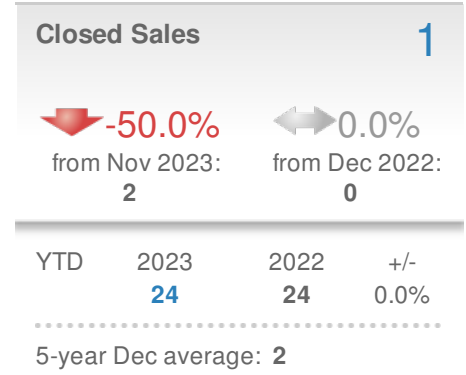 Closed Sales 1
-50.0% 0.0%
from Nov 2023: from Dec 2022:
2 0
YTD 2023 2022 +/-
24 24 0.0%
5-year Dec average: 2